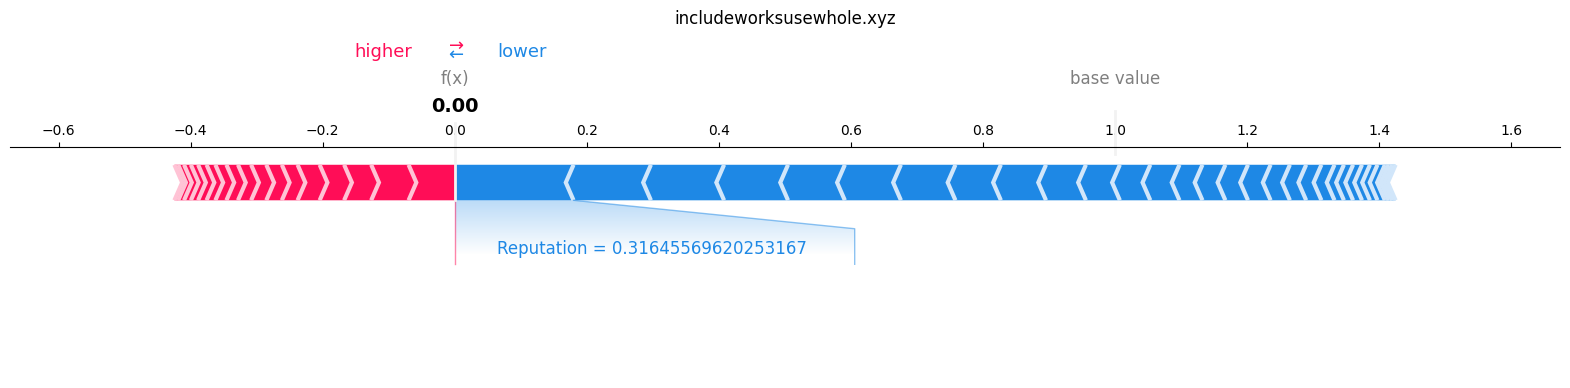 includeworksusewhole.xyz
higher ⇄ lower
f(x) base value
0.00
−0.6 −0.4 −0.2 0.0 0.2 0.4 0.6 0.8 1.0 1.2 1.4 1.6
Reputation = 0.31645569620253167